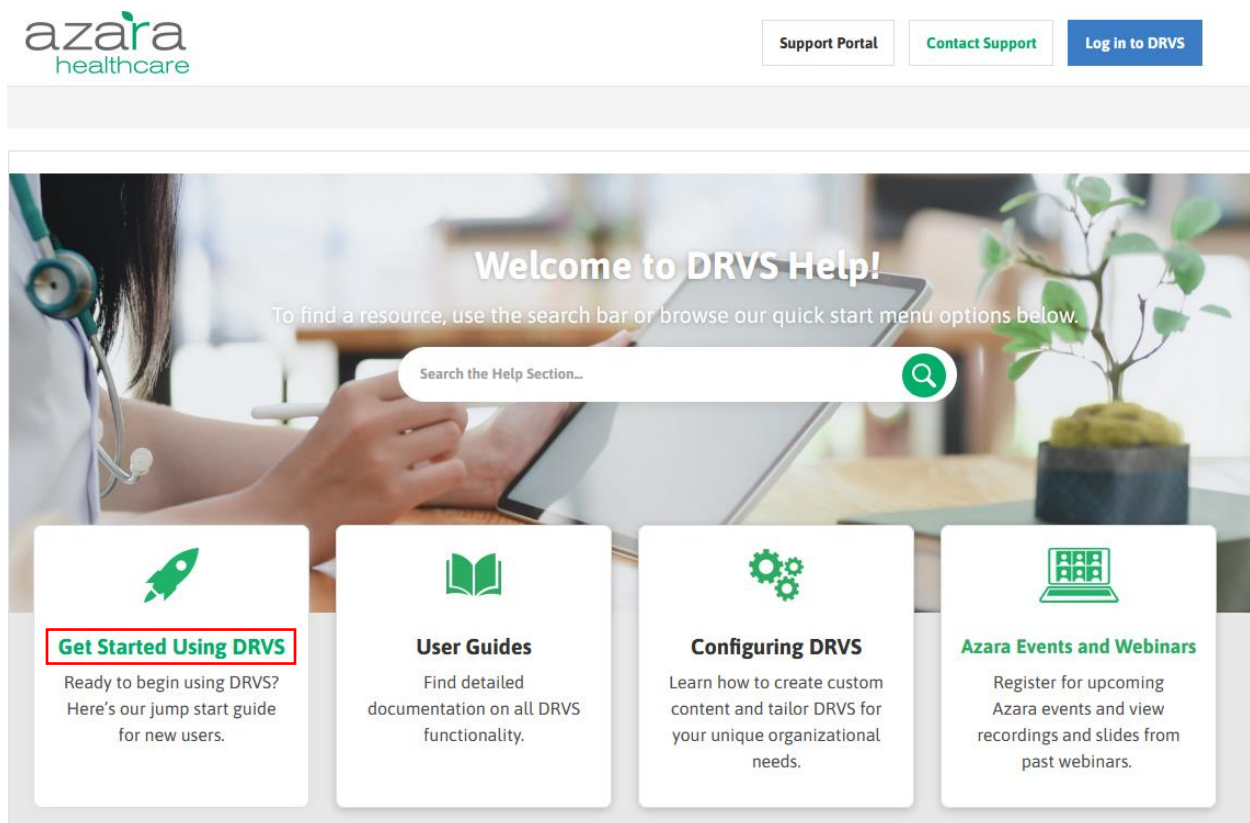 azara
healthcare
Support Portal
Contact Support
Log in to DRVS
Welcome to DRVS Help!
To find a resource, use the search bar or browse our quick start menu options below.
Search the Help Section...
Get Started Using DRVS
Ready to begin using DRVS?
Here's our jump start guide
for new users.
User Guides
Find detailed
documentation on all DRVS
functionality.
Configuring DRVS
Learn how to create custom
content and tailor DRVS for
your unique organizational
needs.
Azara Events and Webinars
Register for upcoming
Azara events and view
recordings and slides from
past webinars.